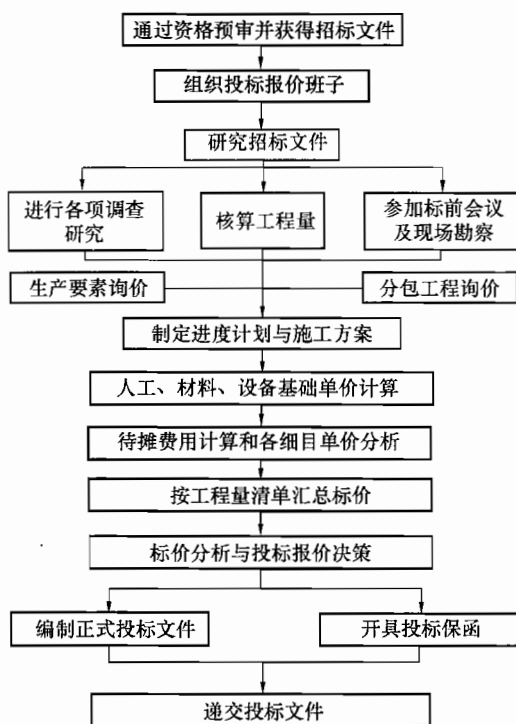 通过资格预审并获得招标文件
组织投标报价班子
研究招标文件
进行各项调查
研究
核算工程量
参加标前会议
及现场勘察
生产要素询价
分包工程询价
制定进度计划与施工方案
人工、材料、设备基础单价计算
待摊费用计算和各细目单价分析
按工程量清单汇总标价
标价分析与投标报价决策
编制正式投标文件
开具投标保函
递交投标文件